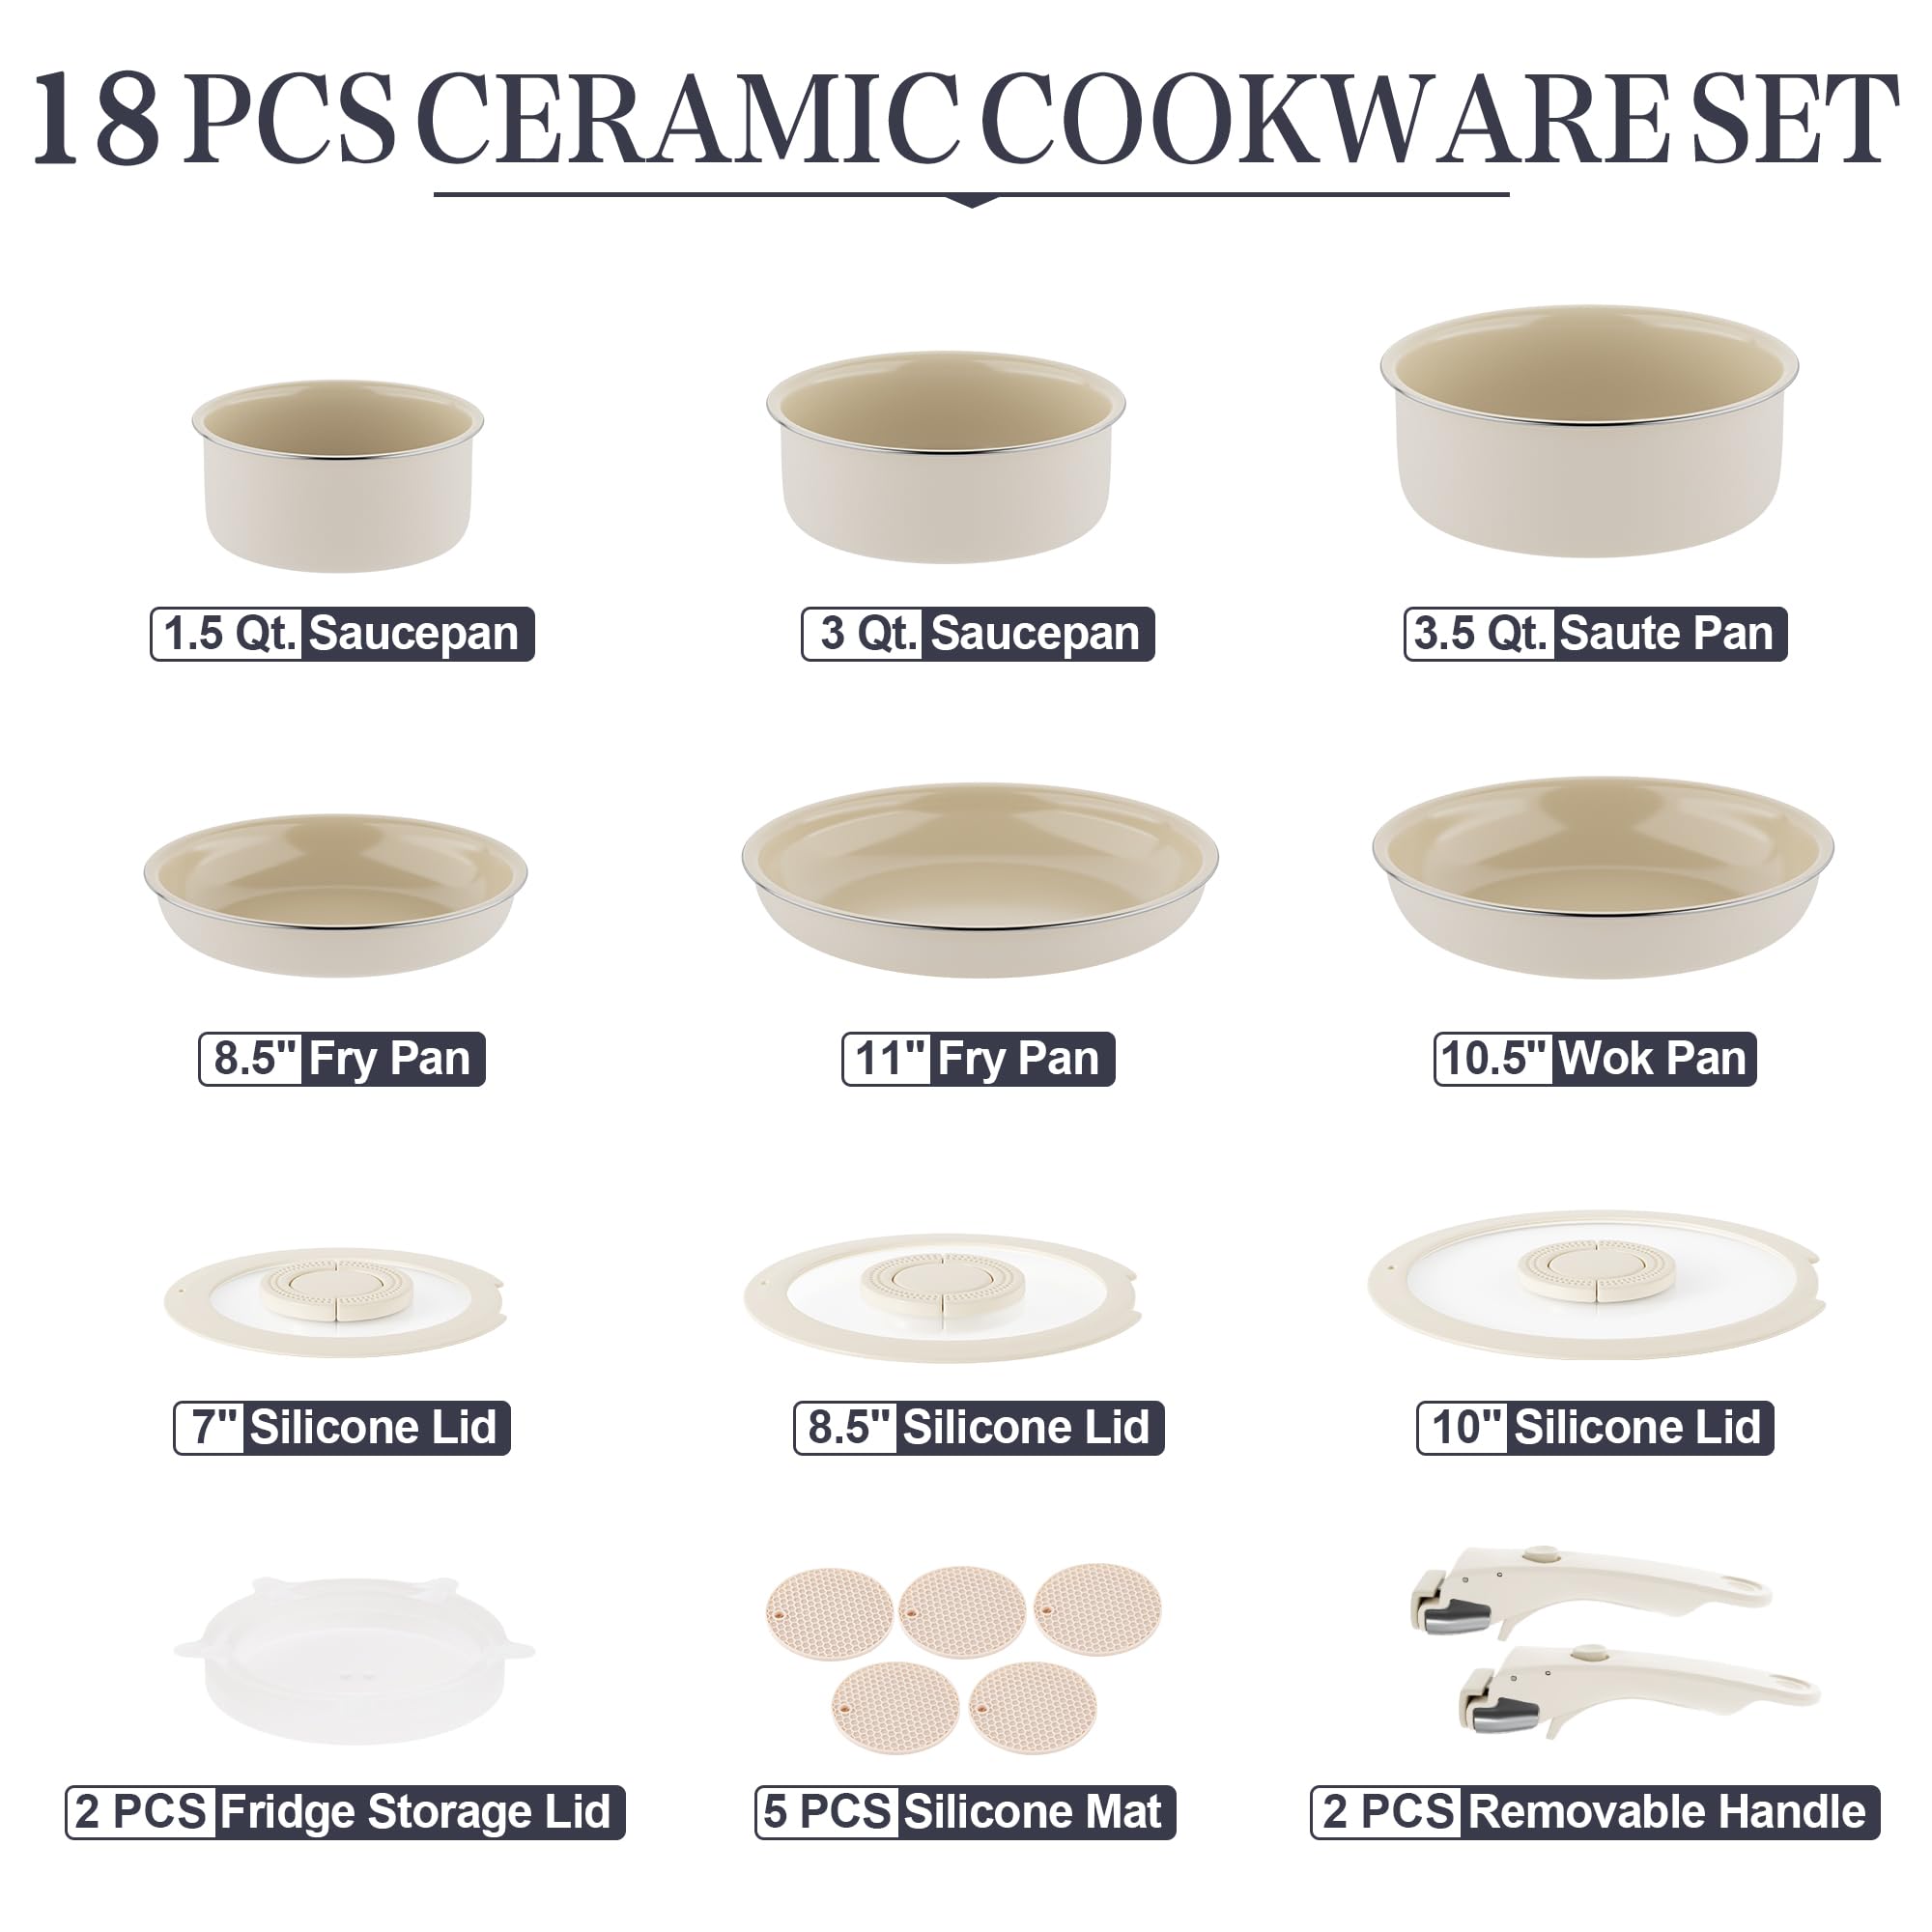 18 PCS CERAMIC COOKWARE SET
1.5 Qt. Saucepan
3 Qt. Saucepan
3.5 Qt. Saute Pan
8.5" Fry Pan
11" Fry Pan
10.5" Wok Pan
7" Silicone Lid
8.5" Silicone Lid
10" Silicone Lid
2 PCS Fridge Storage Lid
5 PCS Silicone Mat
2 PCS Removable Handle